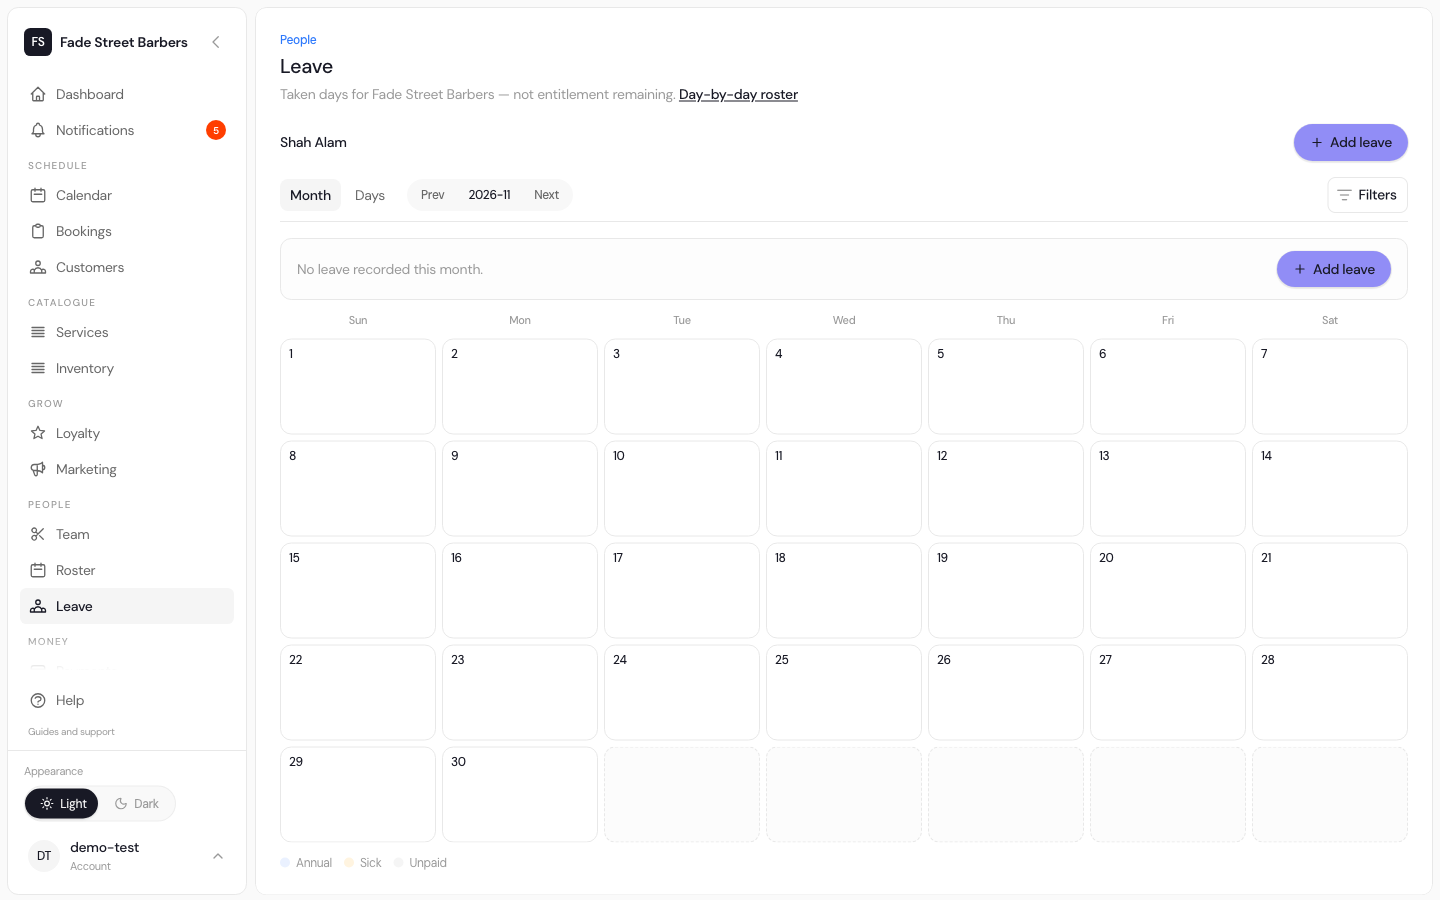 FS Fade Street Barbers
Dashboard
Notifications 5
SCHEDULE
Calendar
Bookings
Customers
CATALOGUE
Services
Inventory
GROW
Loyalty
Marketing
PEOPLE
Team
Roster
Leave
MONEY
Help
Guides and support
Appearance
Light Dark
DT demo-test
Account
People
Leave
Taken days for Fade Street Barbers — not entitlement remaining. Day-by-day roster
Shah Alam + Add leave
Month Days Prev 2026-11 Next Filters
No leave recorded this month. + Add leave
Sun Mon Tue Wed Thu Fri Sat
1 2 3 4 5 6 7
8 9 10 11 12 13 14
15 16 17 18 19 20 21
22 23 24 25 26 27 28
29 30
Annual Sick Unpaid